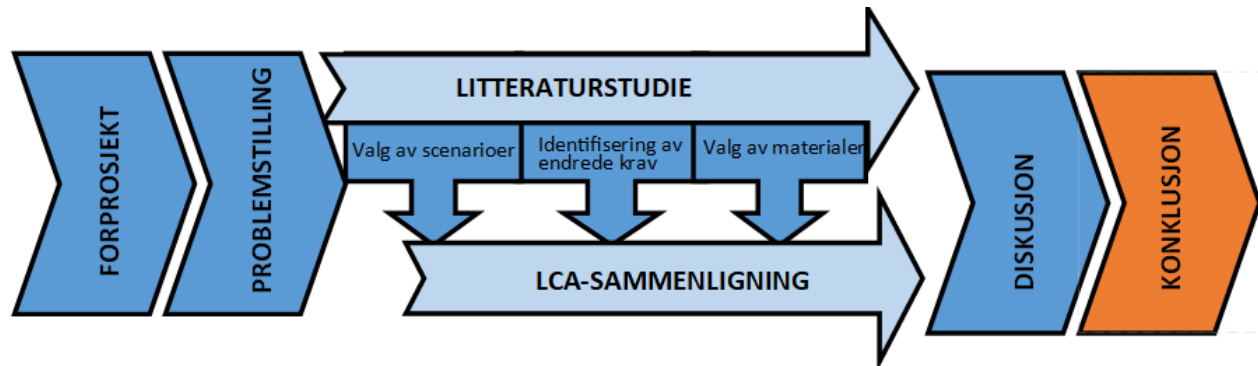 FORPROSJEKT
PROBLEMSTILLING
LITTERATURSTUDIE
Valg av scenarioer
Identifisering av
endrede krav
Valg av materialer
LCA-SAMMENLIGNING
DISKUSJON
KONKLUSJON